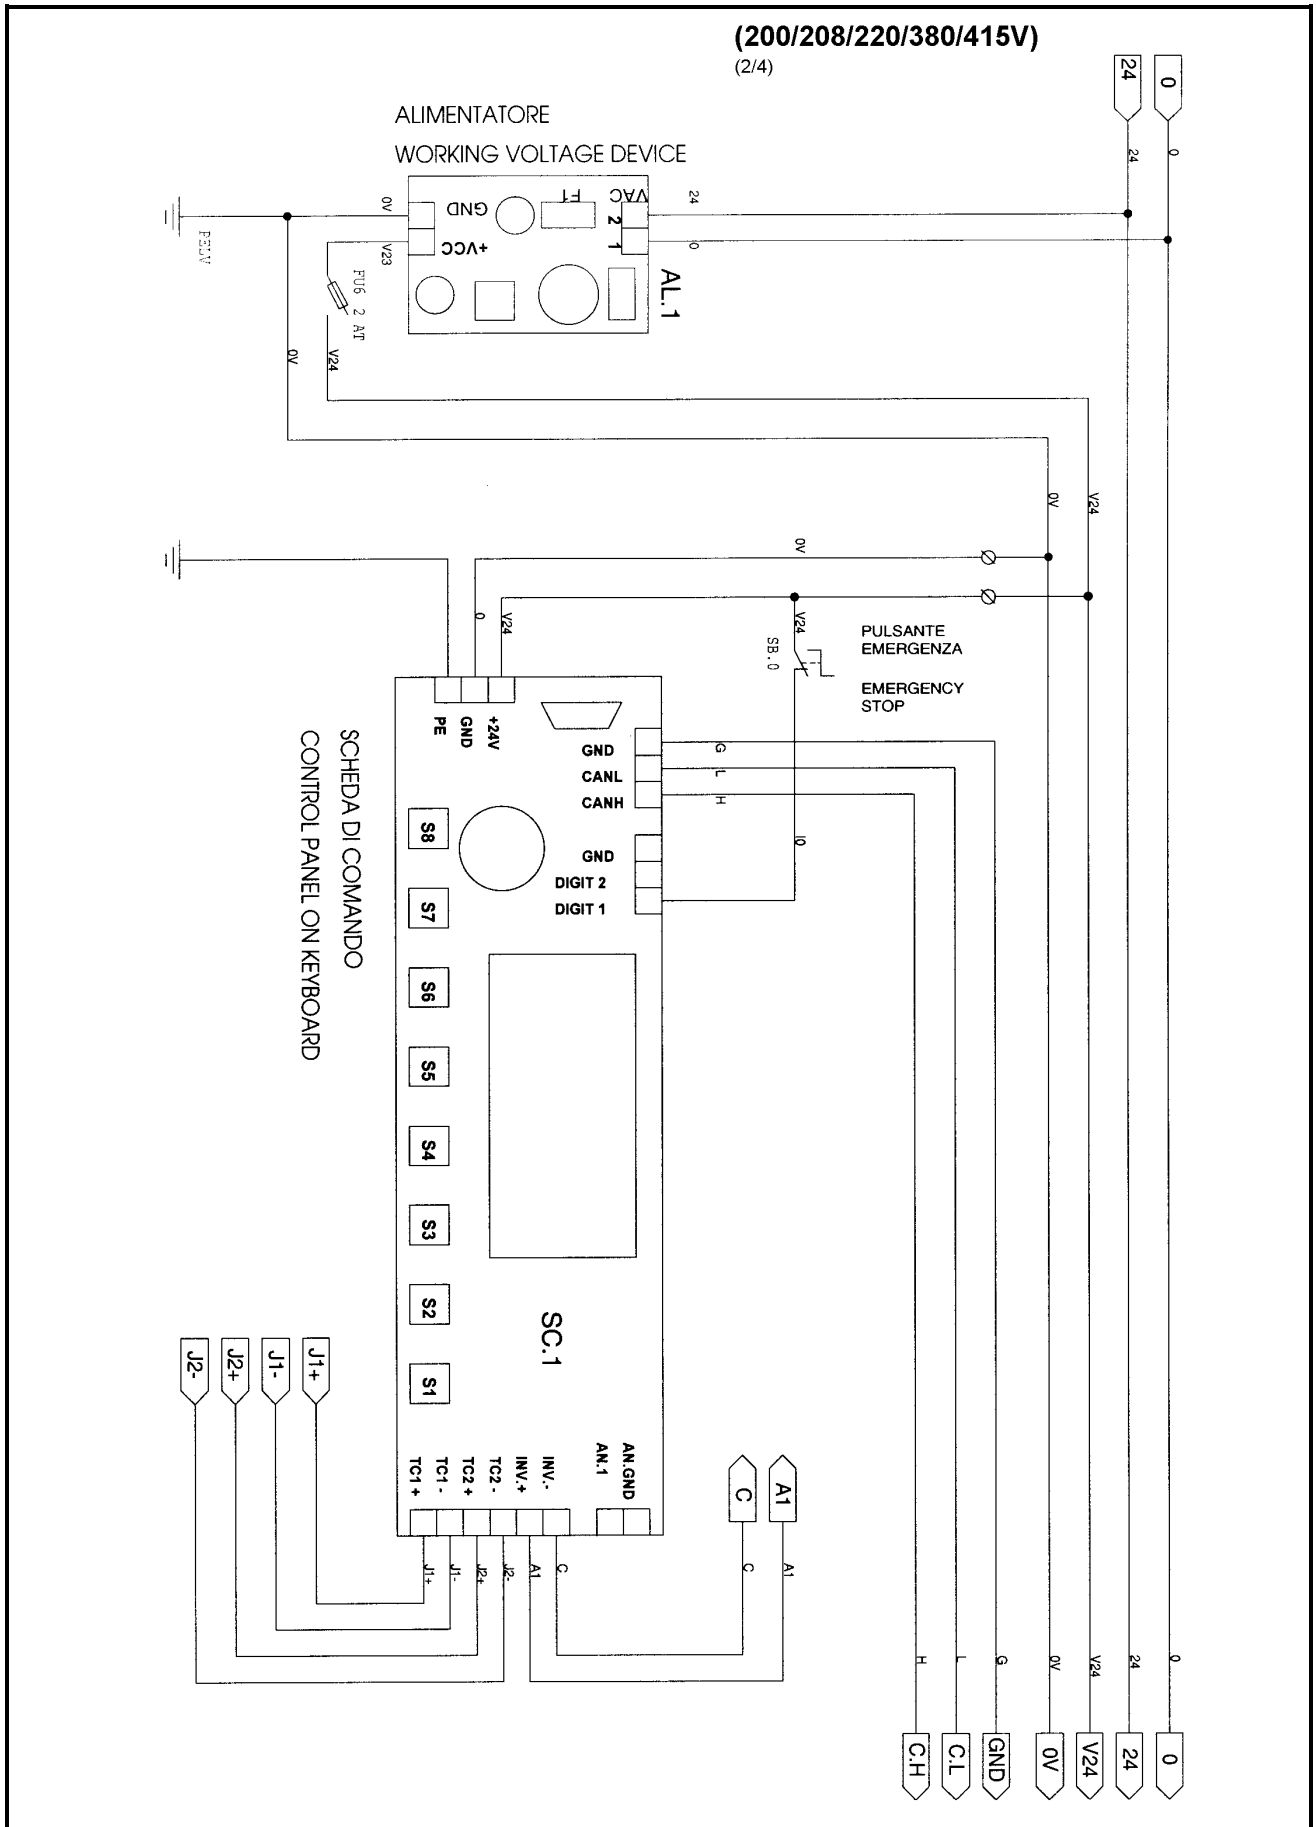 (200/208/220/380/415V)
(2/4)
24
0
24
0
ALIMENTATORE
WORKING VOLTAGE DEVICE
0V
GND
F1
VAC
2
24
V23
+VCC
1
0
PELV
FU6 2 AT
AL.1
0V
V24
0V
V24
0V
0
V24
V24
SB.0
PULSANTE
EMERGENZA
EMERGENCY
STOP
PE
GND
+24V
GND
CANL
CANH
G
L
H
GND
DIGIT 2
DIGIT 1
I0
SCHEDA DI COMANDO
CONTROL PANEL ON KEYBOARD
S8
S7
S6
S5
S4
S3
S2
S1
SC.1
J2-
J2+
J1-
J1+
TC1 +
TC1 -
TC2 +
TC2 -
INV.+
INV.-
AN.1
AN.GND
C
A1
J1+
J1-
J2+
J2-
A1
C
C
A1
H
L
G
0V
V24
24
0
C.H
C.L
GND
0V
V24
24
0